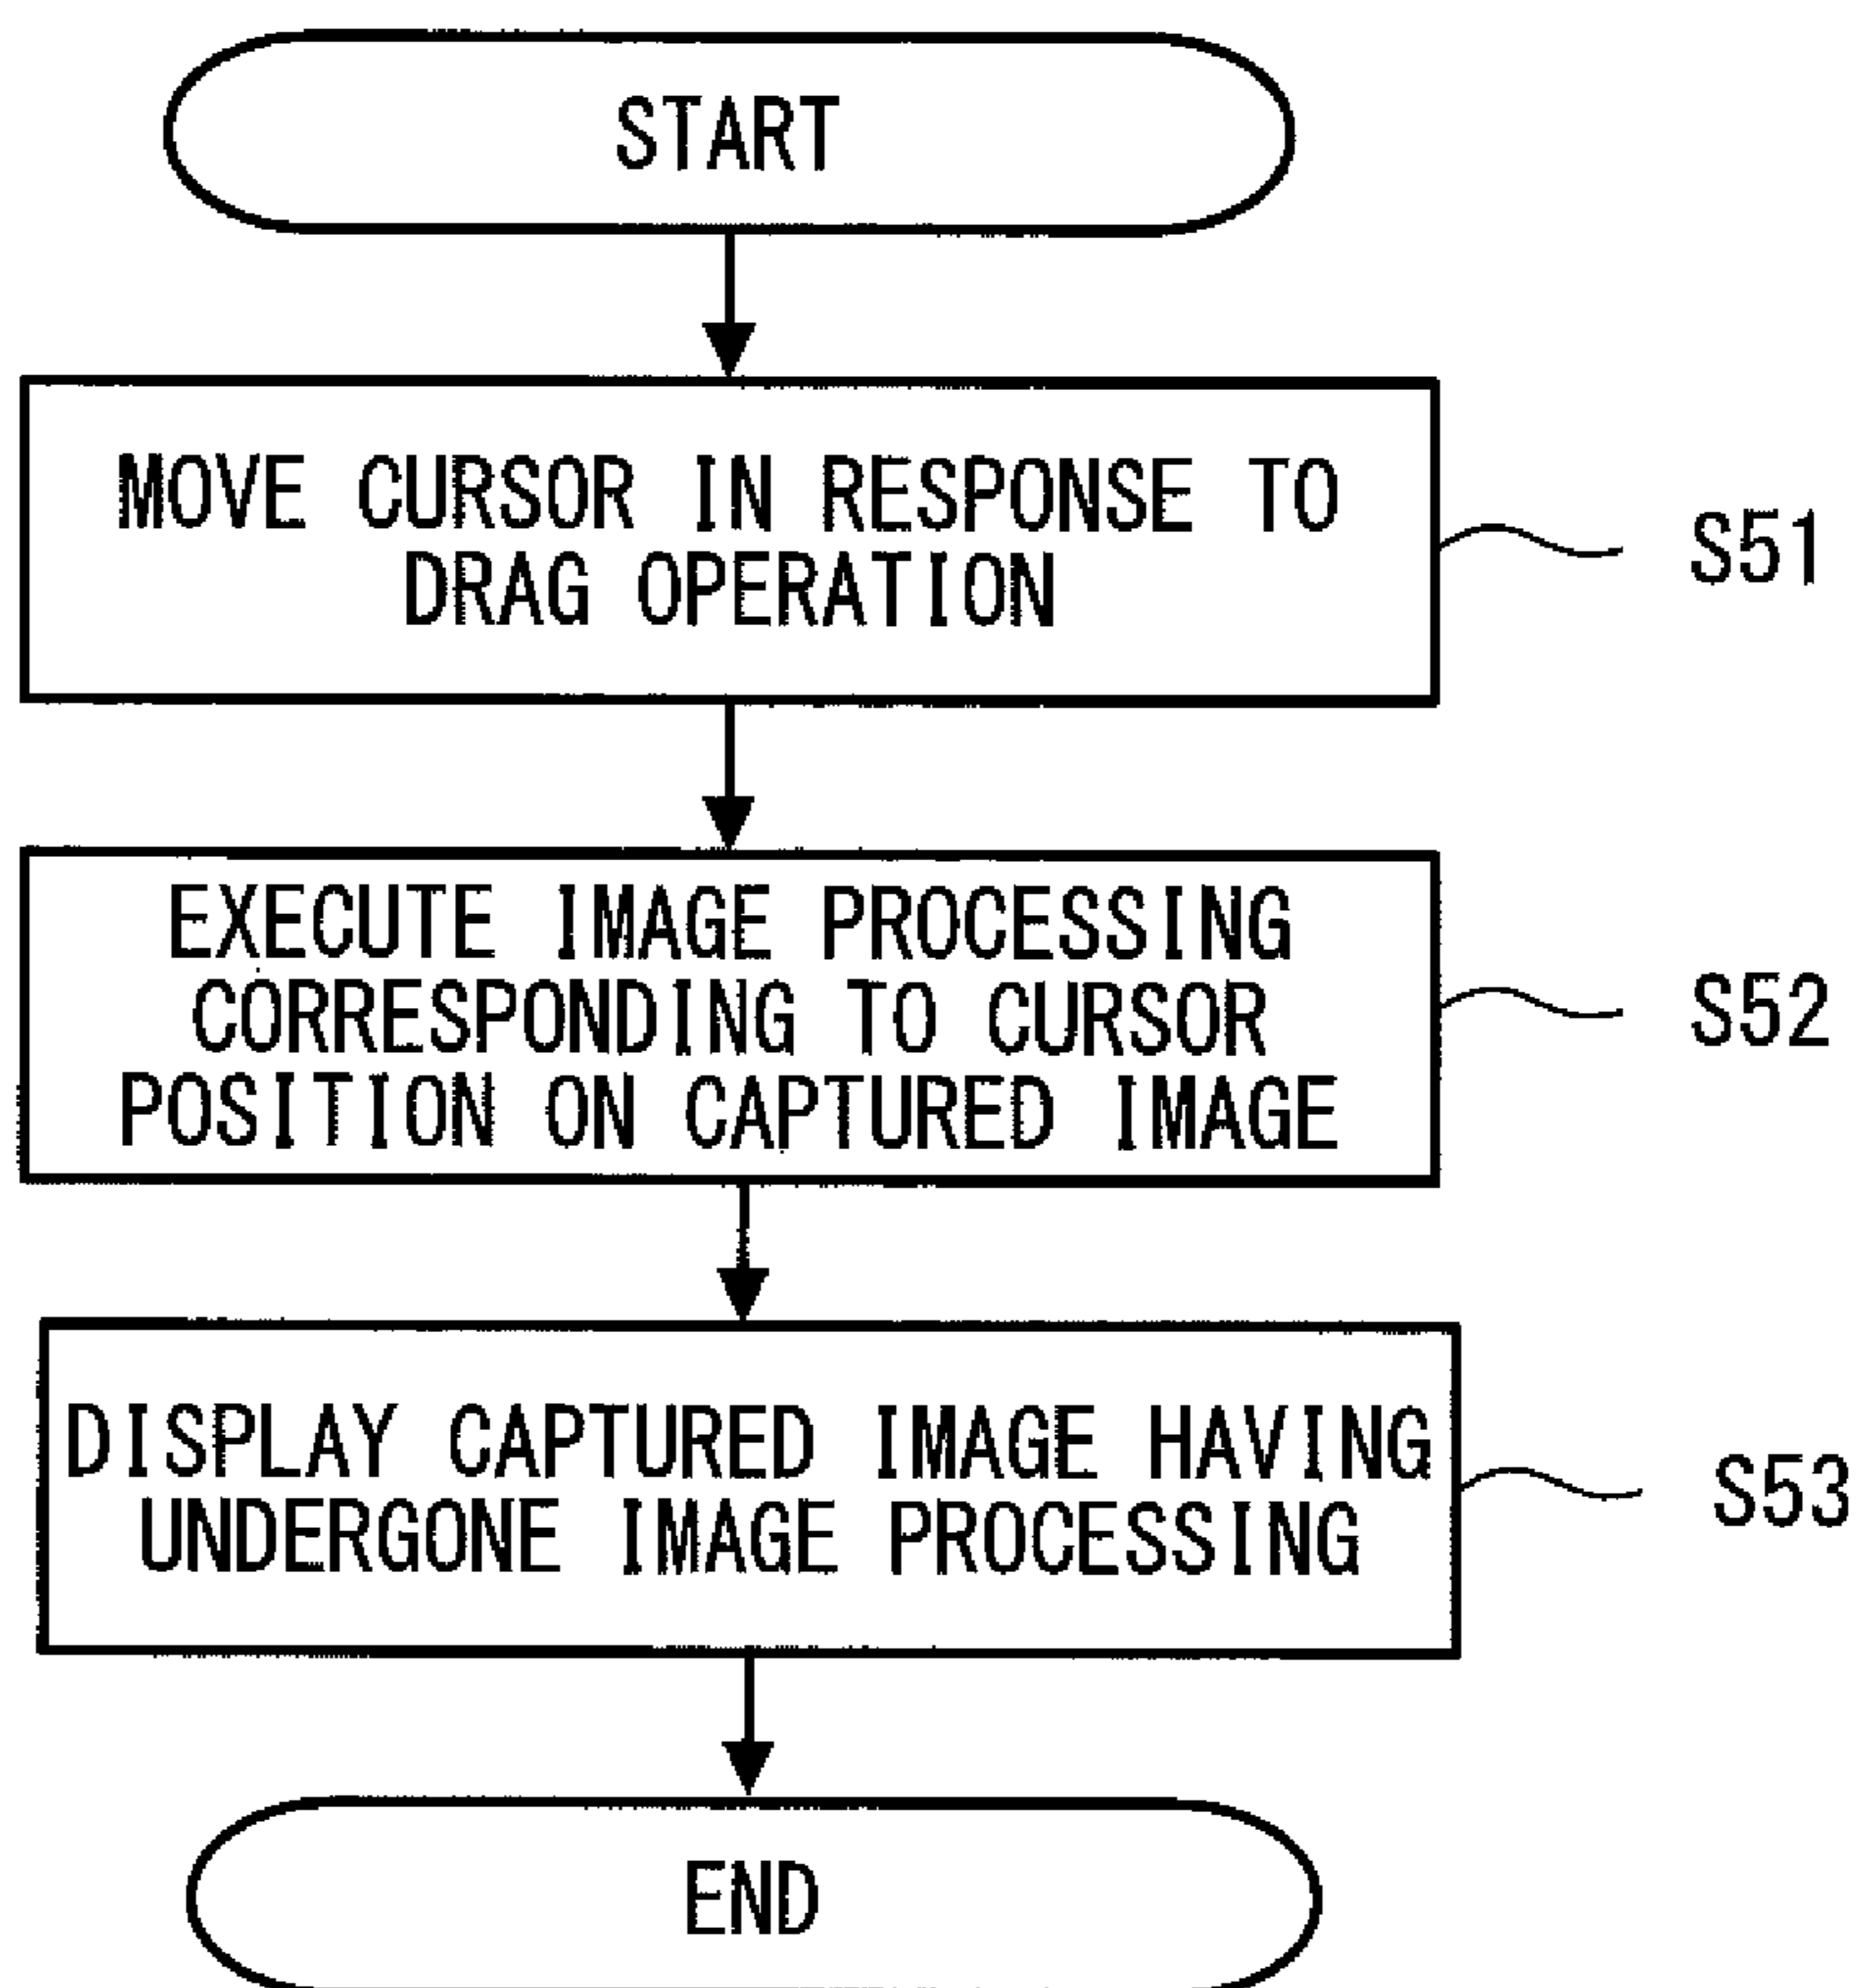 START
MOVE CURSOR IN RESPONSE TO
DRAG OPERATION
S51
EXECUTE IMAGE PROCESSING
CORRESPONDING TO CURSOR
POSITION ON CAPTURED IMAGE
S52
DISPLAY CAPTURED IMAGE HAVING
UNDERGONE IMAGE PROCESSING
S53
END